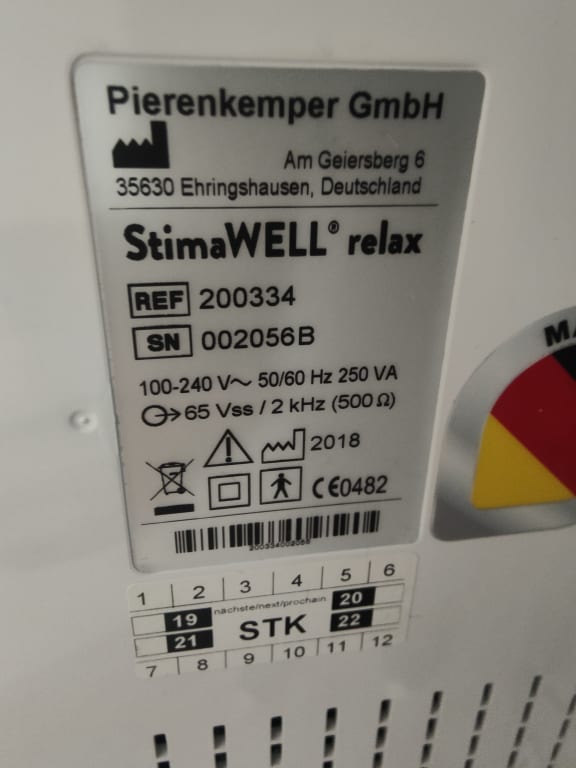 Pierenkemper GmbH
Am Geiersberg 6
35630 Ehringshausen, Deutschland
StimaWELL® relax
REF 200334
SN 002056B
100-240 V~ 50/60 Hz 250 VA
65 Vss / 2 kHz (500 Ω)
2018
CE0482
200334002056
1 2 3 4 5 6
nächste/next/prochain
19 20
STK
21 22
7 8 9 10 11 12